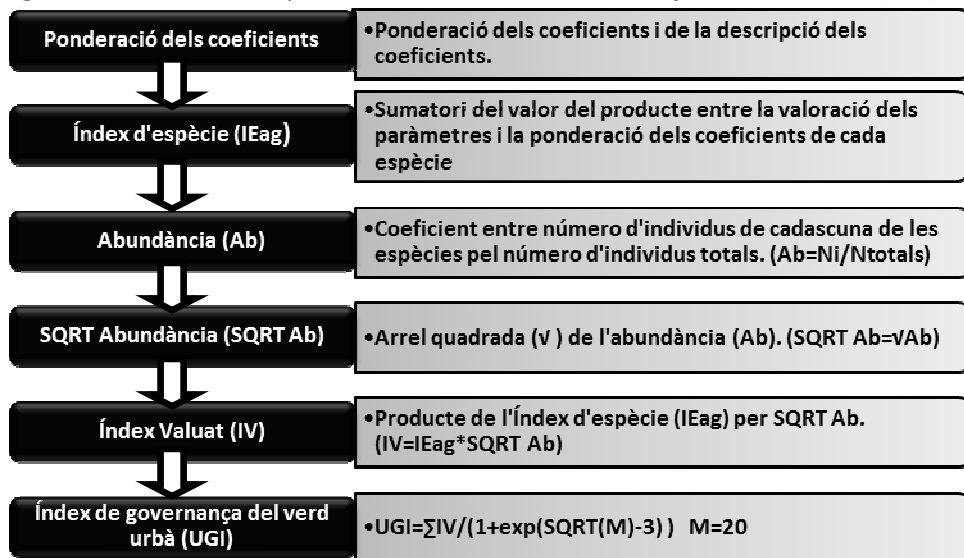 Ponderació dels coeficients
•Ponderació dels coeficients i de la descripció dels
coeficients.
Índex d'espècie (IEag)
•Sumatori del valor del producte entre la valoració dels
paràmetres i la ponderació dels coeficients de cada
espècie
Abundància (Ab)
•Coeficient entre número d'individus de cadascuna de les
espècies pel número d'individus totals. (Ab=Ni/Ntotals)
SQRT Abundància (SQRT Ab)
•Arrel quadrada (√ ) de l'abundància (Ab). (SQRT Ab=√Ab)
Índex Valuat (IV)
•Producte de l'Índex d'espècie (IEag) per SQRT Ab.
(IV=IEag*SQRT Ab)
Índex de governança del verd
urbà (UGI)
•UGI=∑IV/(1+exp(SQRT(M)-3) )   M=20